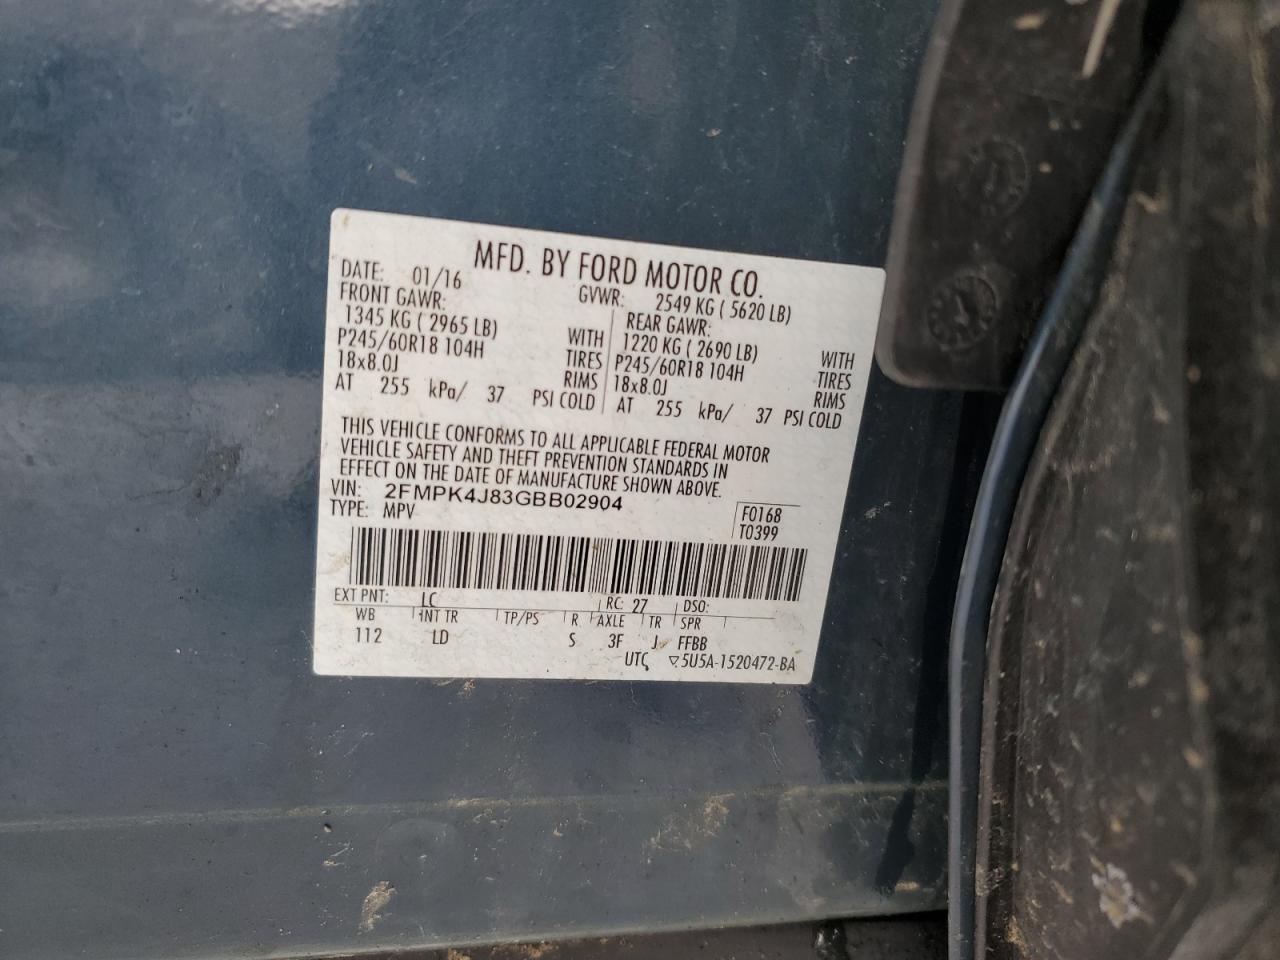 MFD. BY FORD MOTOR CO.
DATE: 01/16 GVWR: 2549 KG ( 5620 LB)
FRONT GAWR: REAR GAWR:
1345 KG ( 2965 LB) WITH 1220 KG ( 2690 LB) WITH
P245/60R18 104H TIRES P245/60R18 104H TIRES
18x8.0J RIMS 18x8.0J RIMS
AT 255 kPa/ 37 PSI COLD AT 255 kPa/ 37 PSI COLD
THIS VEHICLE CONFORMS TO ALL APPLICABLE FEDERAL MOTOR
VEHICLE SAFETY AND THEFT PREVENTION STANDARDS IN
EFFECT ON THE DATE OF MANUFACTURE SHOWN ABOVE.
VIN: 2FMPK4J83GBB02904
TYPE: MPV
F0168
T0399
EXT PNT: LC RC: 27 DSO:
WB INT TR TP/PS R AXLE TR SPR
112 LD S 3F J FFBB
UTC ▽5U5A-1520472-BA